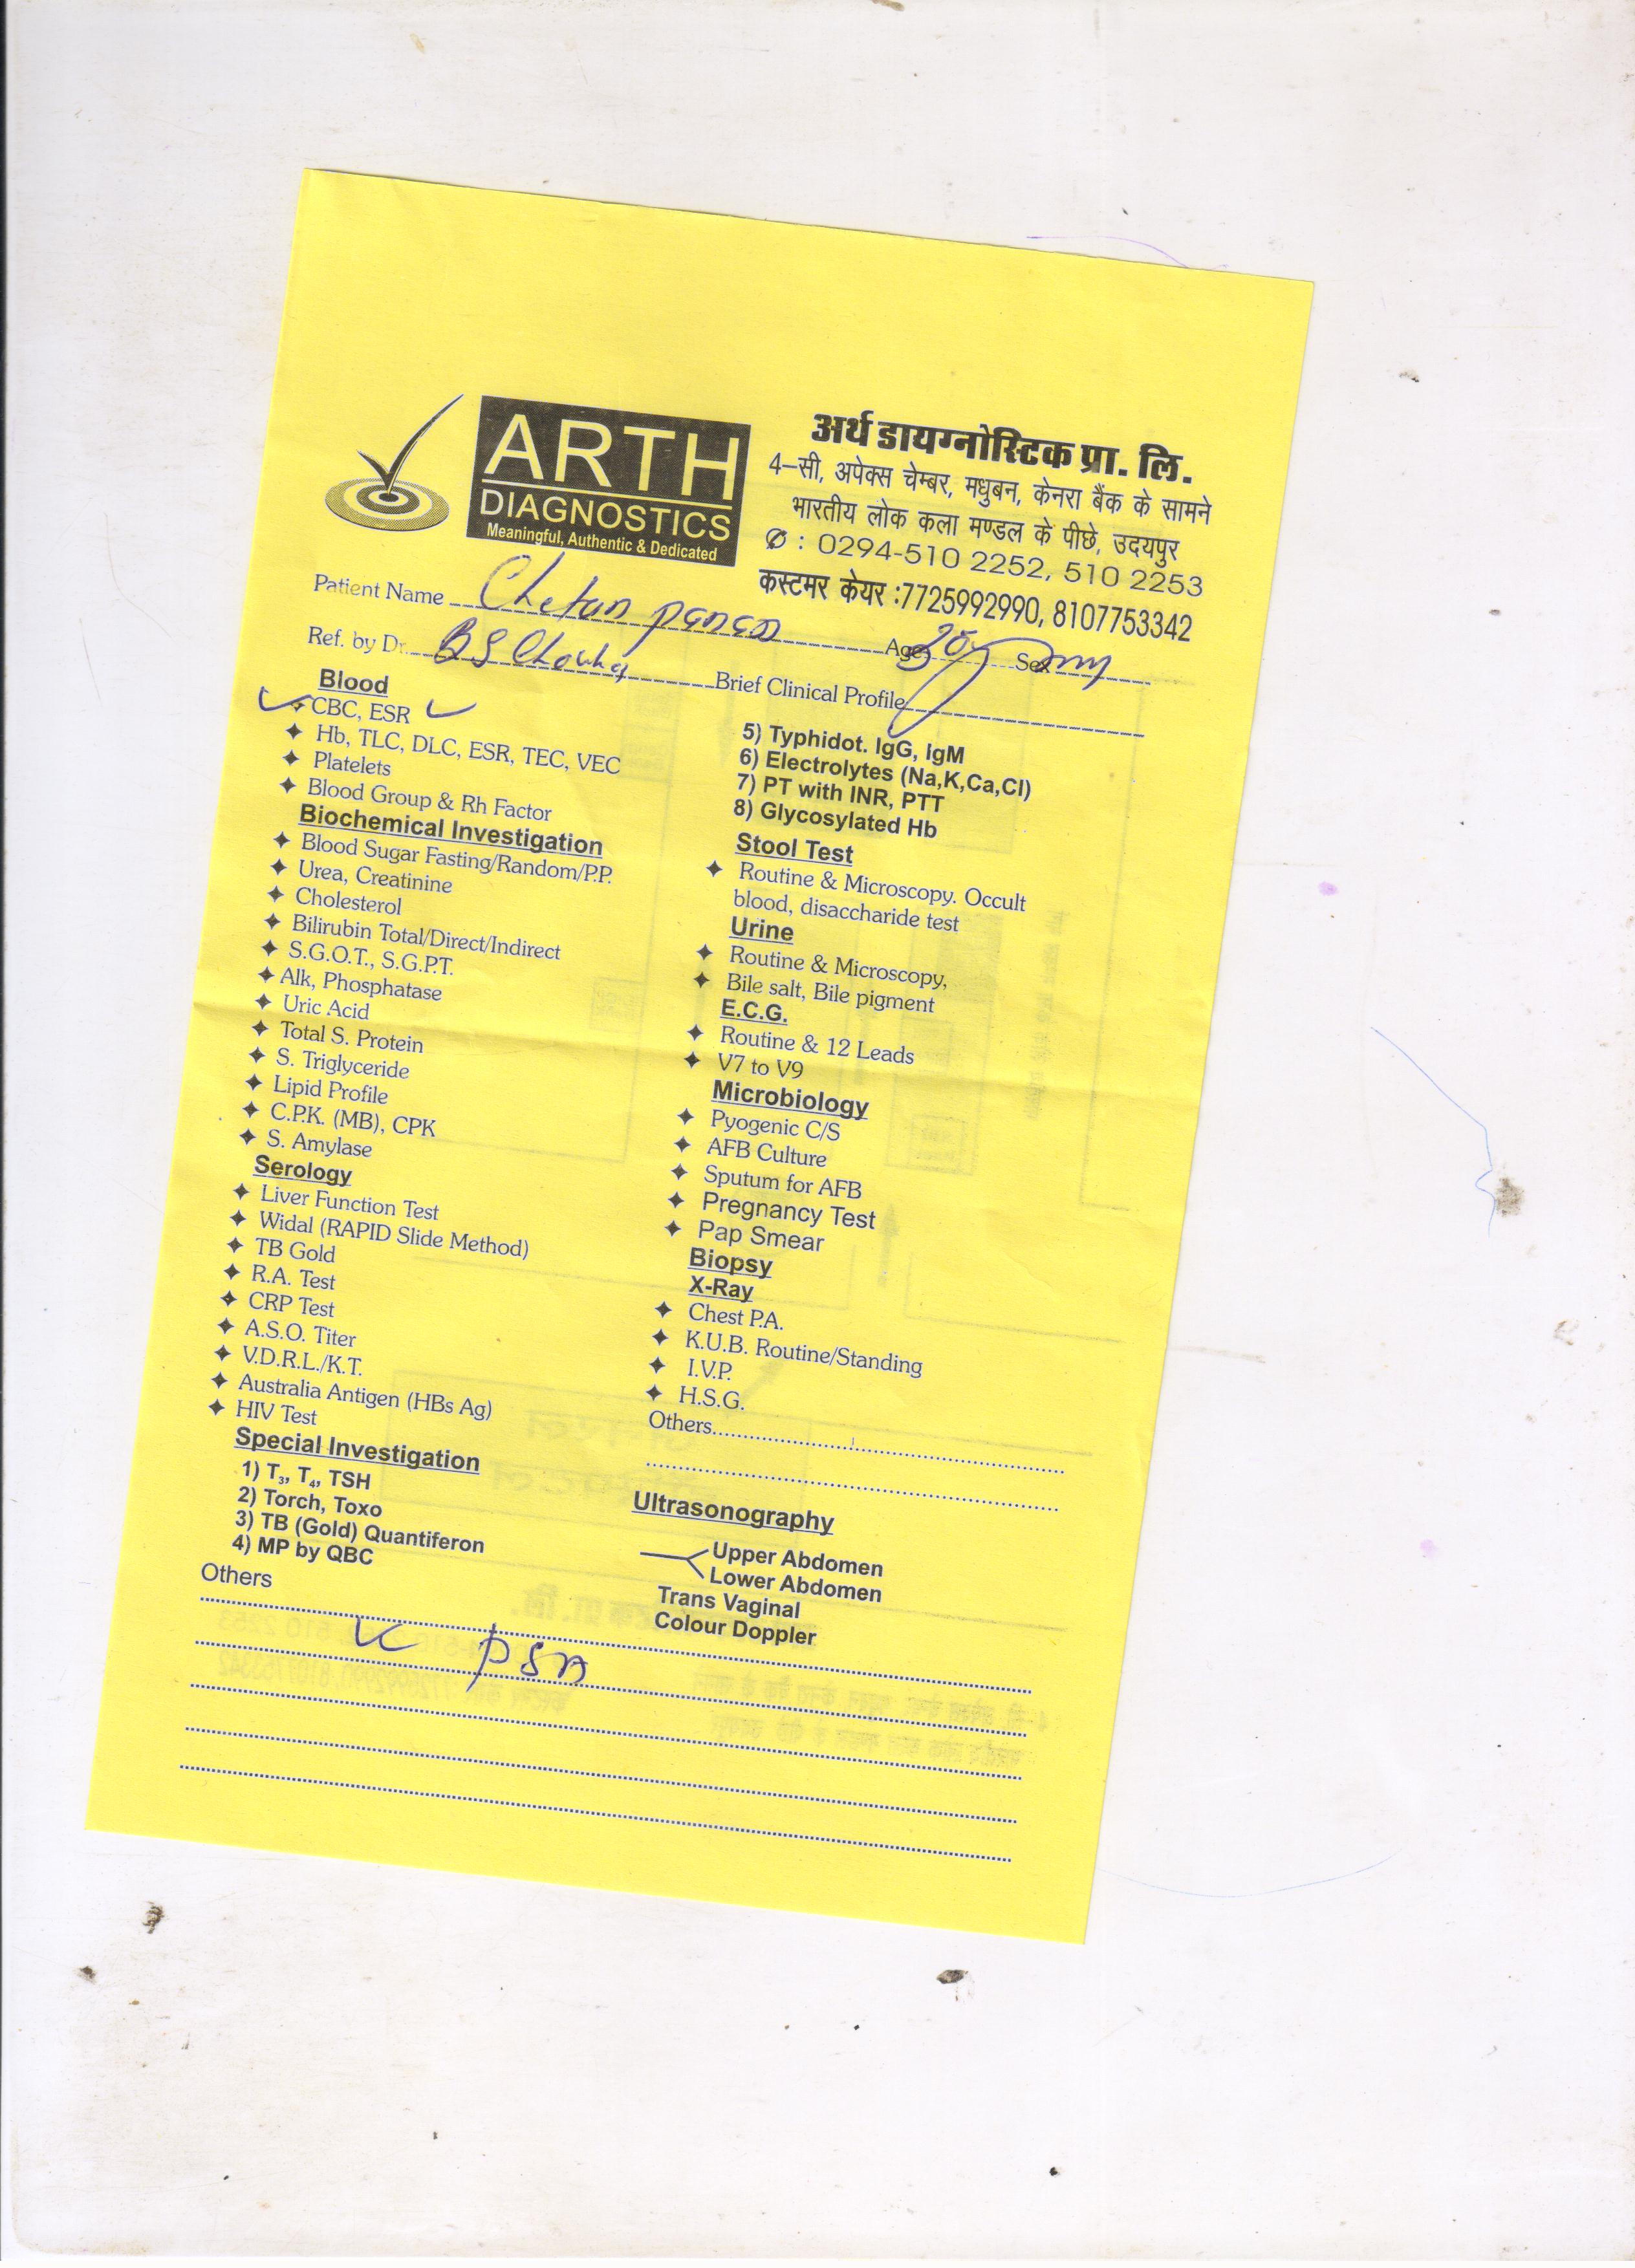 ARTH
DIAGNOSTICS
Meaningful, Authentic & Dedicated
अर्थ डायग्नोस्टिक प्रा. लि.
4-सी, अपेक्स चेम्बर, मधुबन, केनरा बैंक के सामने
भारतीय लोक कला मण्डल के पीछे, उदयपुर
✆ : 0294-510 2252, 510 2253
कस्टमर केयर :7725992990, 8107753342
Patient Name Chetan
Age Sex
Ref. by Dr. B S
Brief Clinical Profile
Blood
CBC, ESR
Hb, TLC, DLC, ESR, TEC, VEC
Platelets
Blood Group & Rh Factor
Biochemical Investigation
Blood Sugar Fasting/Random/P.P.
Urea, Creatinine
Cholesterol
Bilirubin Total/Direct/Indirect
S.G.O.T., S.G.P.T.
Alk, Phosphatase
Uric Acid
Total S. Protein
S. Triglyceride
Lipid Profile
C.P.K. (MB), CPK
S. Amylase
Serology
Liver Function Test
Widal (RAPID Slide Method)
TB Gold
R.A. Test
CRP Test
A.S.O. Titer
V.D.R.L./K.T.
Australia Antigen (HBs Ag)
HIV Test
Special Investigation
1) T3, T4, TSH
2) Torch, Toxo
3) TB (Gold) Quantiferon
4) MP by QBC
Others
5) Typhidot. IgG, IgM
6) Electrolytes (Na,K,Ca,Cl)
7) PT with INR, PTT
8) Glycosylated Hb
Stool Test
Routine & Microscopy. Occult
blood, disaccharide test
Urine
Routine & Microscopy,
Bile salt, Bile pigment
E.C.G.
Routine & 12 Leads
V7 to V9
Microbiology
Pyogenic C/S
AFB Culture
Sputum for AFB
Pregnancy Test
Pap Smear
Biopsy
X-Ray
Chest P.A.
K.U.B. Routine/Standing
I.V.P.
H.S.G.
Others
Ultrasonography
Upper Abdomen
Lower Abdomen
Trans Vaginal
Colour Doppler
PSA